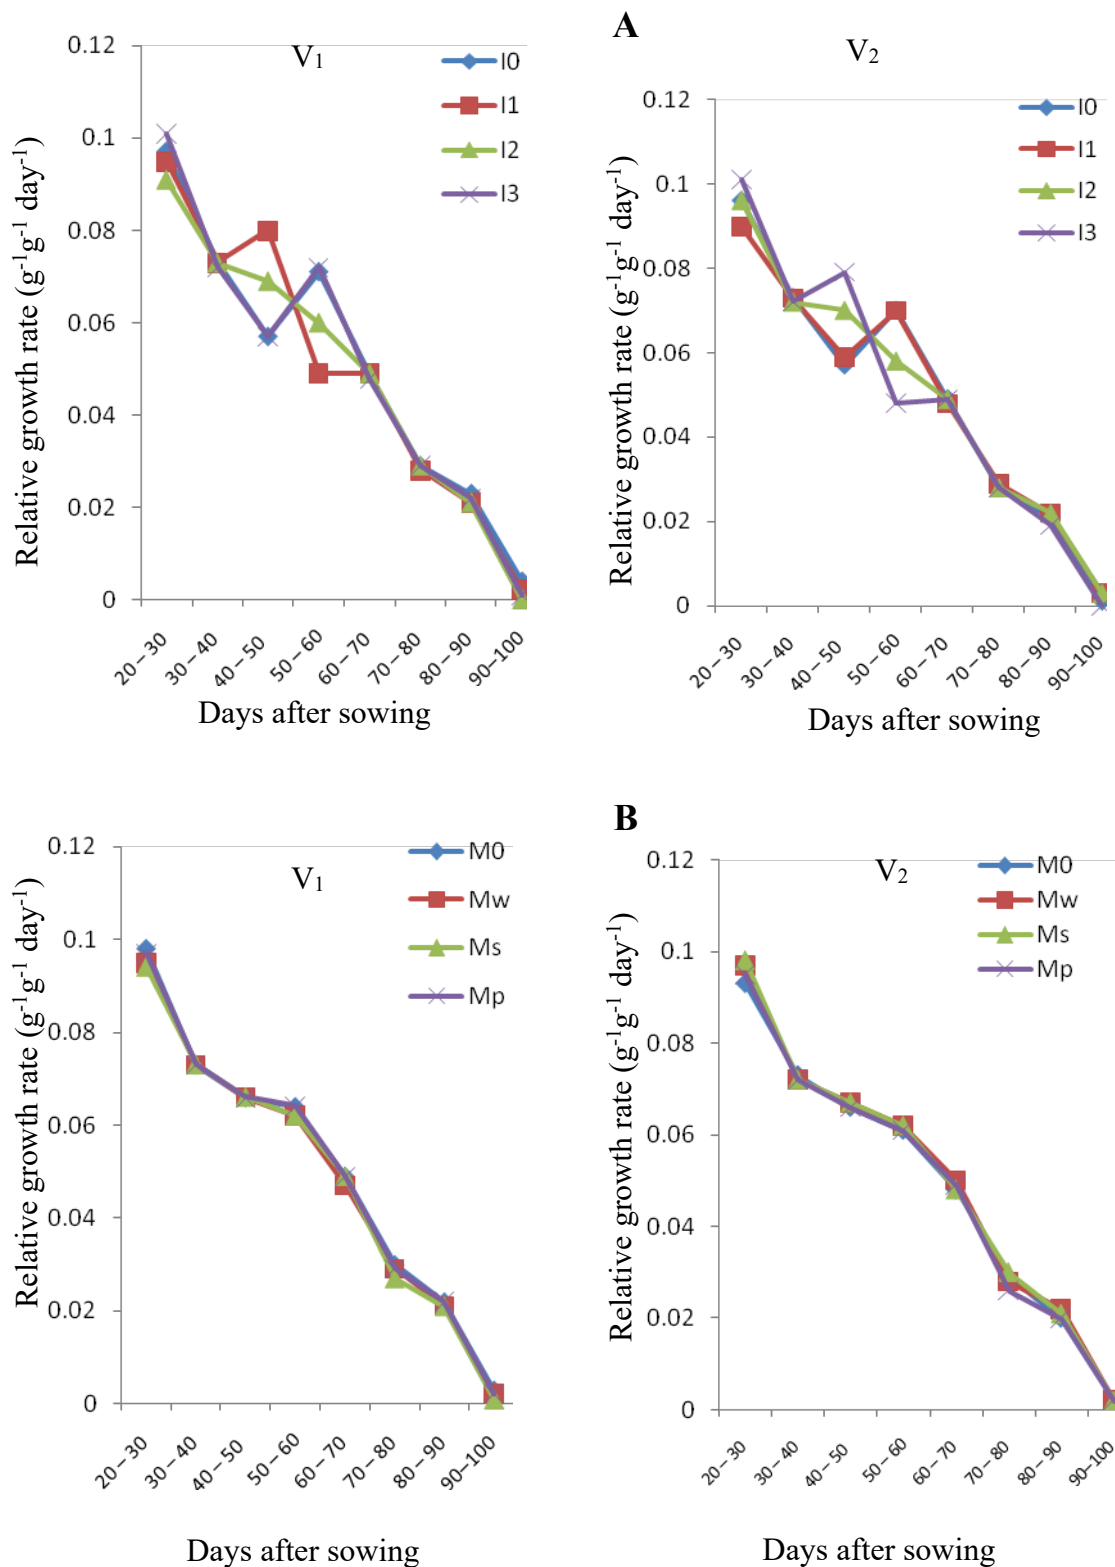 A
V1
V2
Relative growth rate (g-1g-1 day-1)
0.12
0.1
0.08
0.06
0.04
0.02
0
I0
I1
I2
I3
20–30
30–40
40–50
50–60
60–70
70–80
80–90
90–100
Days after sowing
Relative growth rate (g-1g-1 day-1)
0.12
0.1
0.08
0.06
0.04
0.02
0
I0
I1
I2
I3
20–30
30–40
40–50
50–60
60–70
70–80
80–90
90–100
Days after sowing
B
V1
V2
Relative growth rate (g-1g-1 day-1)
0.12
0.1
0.08
0.06
0.04
0.02
0
M0
Mw
Ms
Mp
20–30
30–40
40–50
50–60
60–70
70–80
80–90
90–100
Days after sowing
Relative growth rate (g-1g-1 day-1)
0.12
0.1
0.08
0.06
0.04
0.02
0
M0
Mw
Ms
Mp
20–30
30–40
40–50
50–60
60–70
70–80
80–90
90–100
Days after sowing